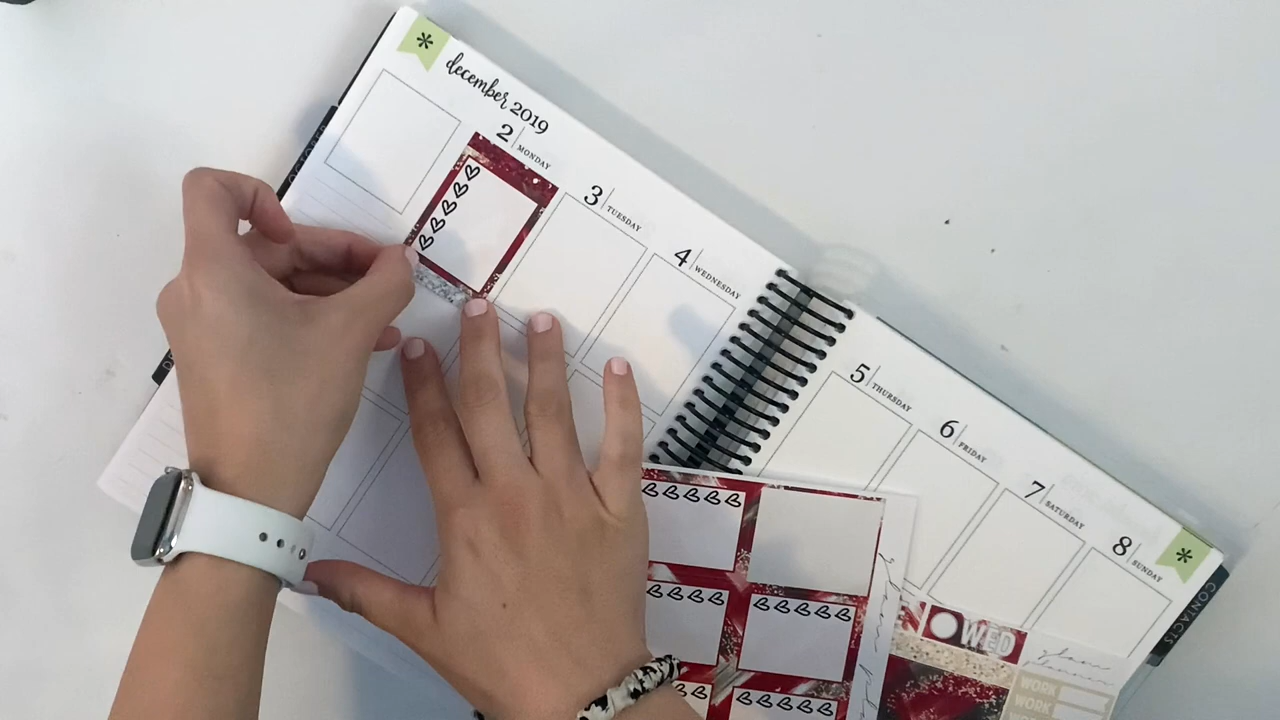 december 2019
2 MONDAY
3 TUESDAY
4 WEDNESDAY
5 THURSDAY
6 FRIDAY
7 SATURDAY
8 SUNDAY
CONTACTS
WED
WORK
WORK